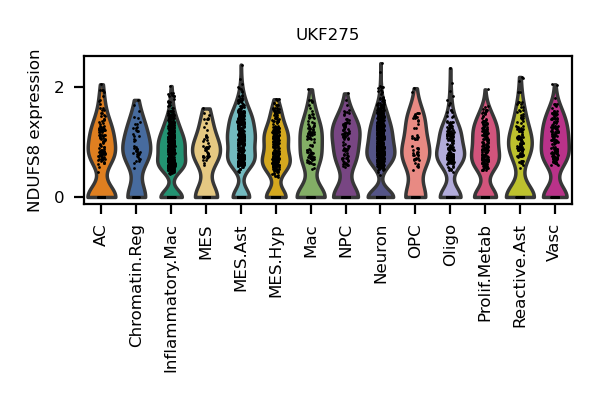 UKF275
NDUFS8 expression
2
0
AC
Chromatin.Reg
Inflammatory.Mac
MES
MES.Ast
MES.Hyp
Mac
NPC
Neuron
OPC
Oligo
Prolif.Metab
Reactive.Ast
Vasc